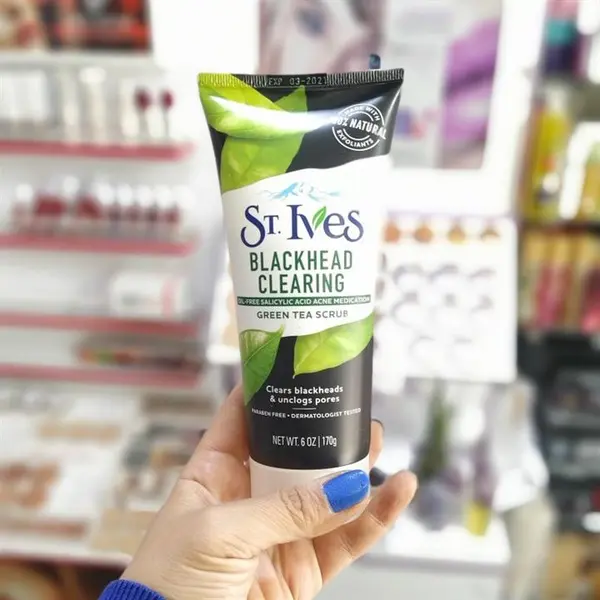 EXP 03-2021
MADE WITH
100% NATURAL
EXFOLIANTS
ST. Ives
BLACKHEAD
CLEARING
OIL-FREE SALICYLIC ACID ACNE MEDICATION
GREEN TEA SCRUB
Clears blackheads
& unclogs pores
PARABEN FREE • DERMATOLOGIST TESTED
NET WT. 6 OZ | 170g